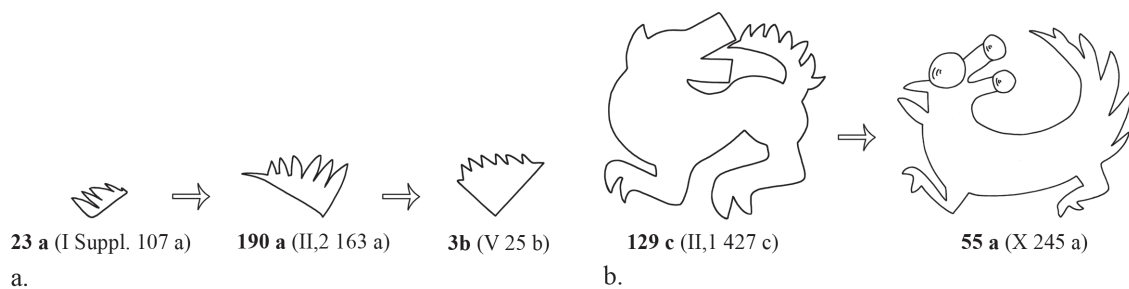 23 a (I Suppl. 107 a)
190 a (II,2 163 a)
3b (V 25 b)
129 c (II,1 427 c)
55 a (X 245 a)
a.
b.